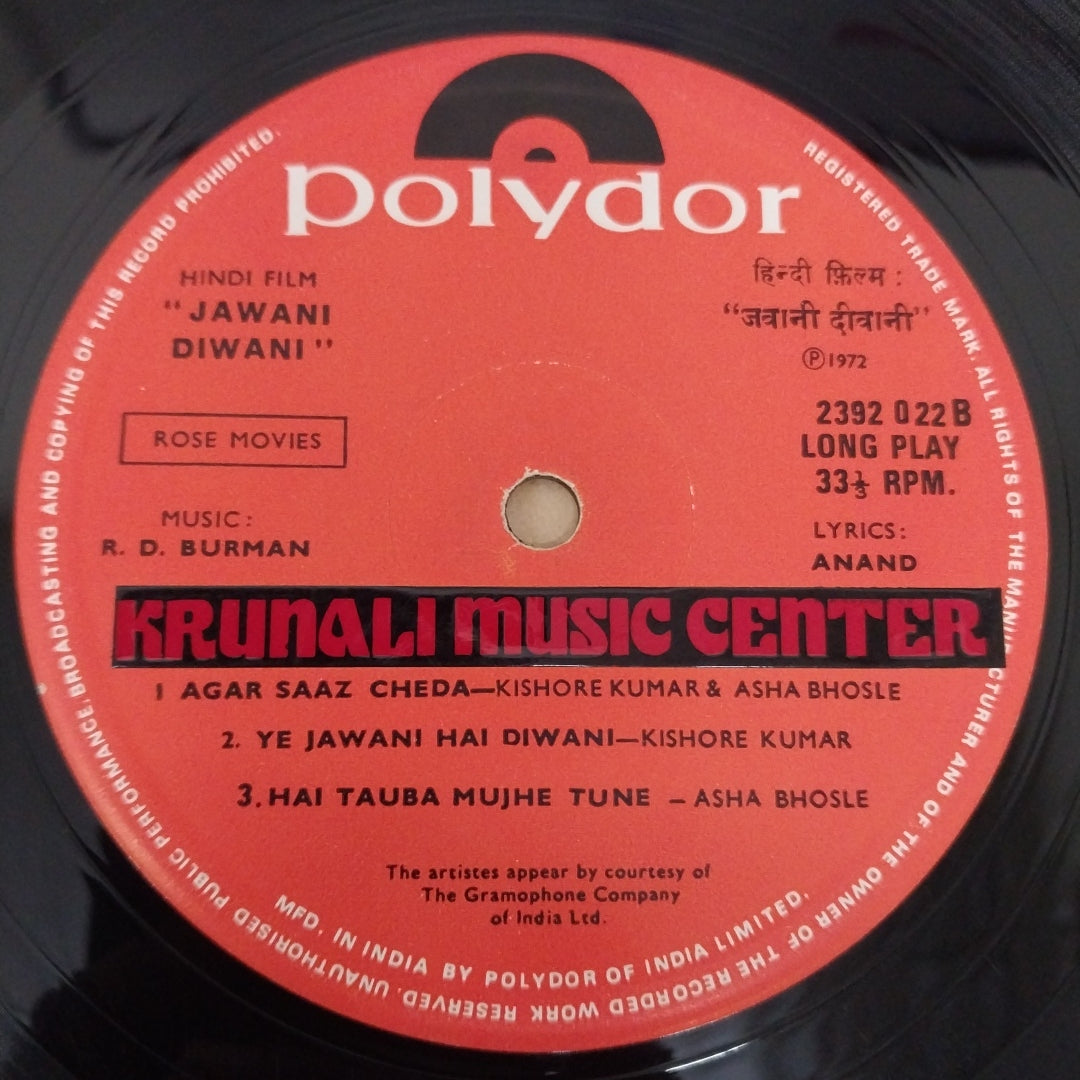 polydor
HINDI FILM
"JAWANI
DIWANI"
हिन्दी फ़िल्म :
"जवानी दीवानी"
Ⓟ1972
ROSE MOVIES
2392 022 B
LONG PLAY
33⅓ RPM.
MUSIC:
R. D. BURMAN
LYRICS:
ANAND
KRUNALI MUSIC CENTER
1 AGAR SAAZ CHEDA—KISHORE KUMAR & ASHA BHOSLE
2. YE JAWANI HAI DIWANI—KISHORE KUMAR
3. HAI TAUBA MUJHE TUNE – ASHA BHOSLE
The artistes appear by courtesy of
The Gramophone Company
of India Ltd.
MFD. IN INDIA BY POLYDOR OF INDIA LIMITED.
REGISTERED TRADE MARK. ALL RIGHTS OF THE MANUF CTURER AND OF THE OWNER OF THE RECORDED WORK RESERVED. UNAUTHORISED PUBLIC PERFORMANCE, BROADCASTING AND COPYING OF THIS RECORD PROHIBITED.